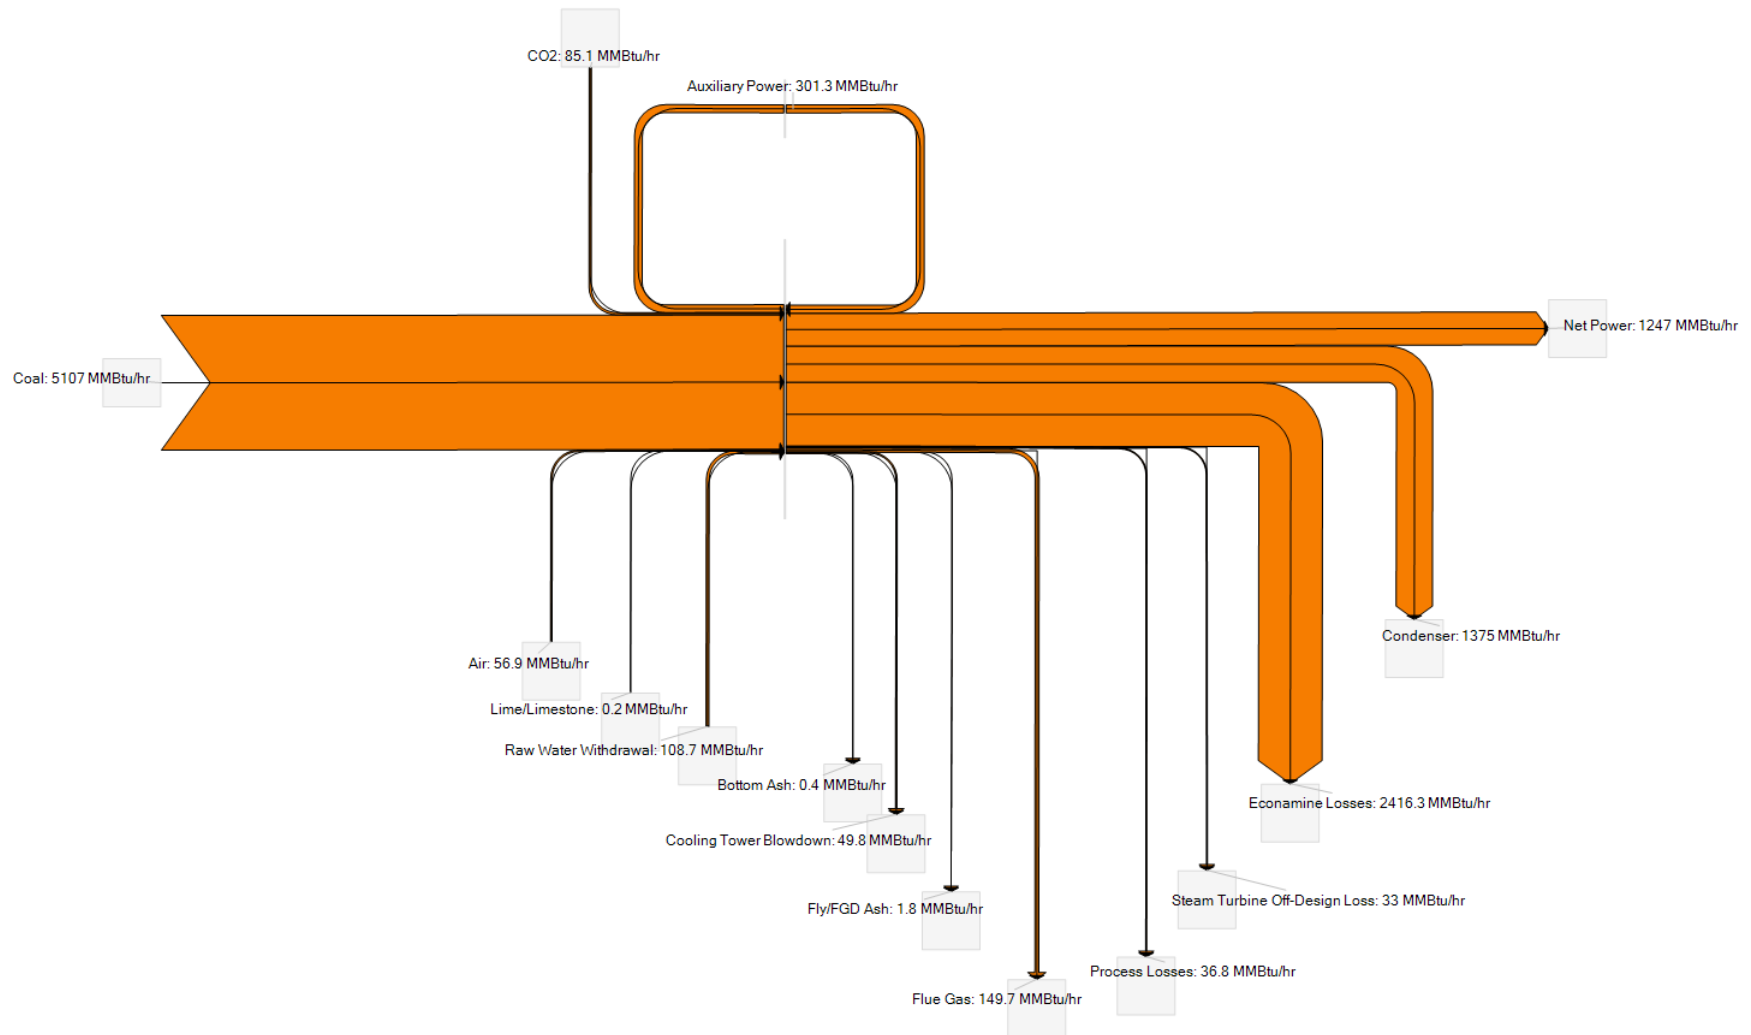 CO2: 85.1 MMBtu/hr
Auxiliary Power: 301.3 MMBtu/hr
Net Power: 1247 MMBtu/hr
Coal: 5107 MMBtu/hr
Condenser: 1375 MMBtu/hr
Air: 56.9 MMBtu/hr
Lime/Limestone: 0.2 MMBtu/hr
Raw Water Withdrawal: 108.7 MMBtu/hr
Bottom Ash: 0.4 MMBtu/hr
Econamine Losses: 2416.3 MMBtu/hr
Cooling Tower Blowdown: 49.8 MMBtu/hr
Steam Turbine Off-Design Loss: 33 MMBtu/hr
Fly/FGD Ash: 1.8 MMBtu/hr
Process Losses: 36.8 MMBtu/hr
Flue Gas: 149.7 MMBtu/hr